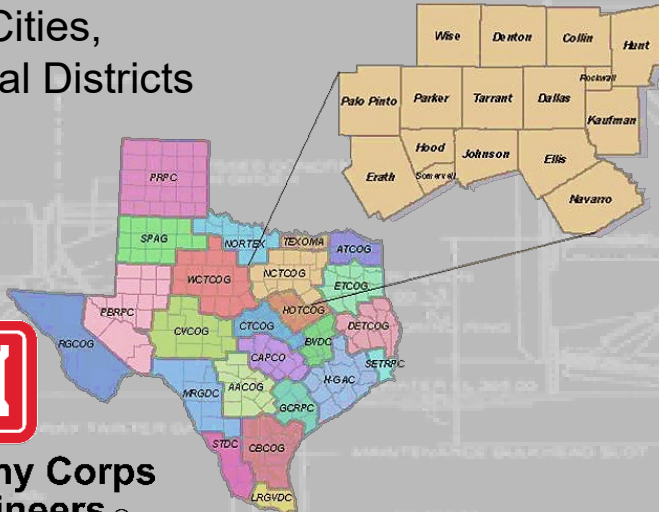 Cities,
al Districts
Wise
Denton
Collin
Hunt
Rockwall
Palo Pinto
Parker
Tarrant
Dallas
Kaufman
Hood
Johnson
Ellis
Erath
Somervell
Navarro
PRPC
SPAG
NORTEX
TEXOMA
ATCOG
WCTCOG
NCTCOG
ETCOG
HOTCOG
PBRPC
RGCOG
CVCOG
CTCOG
BVDC
DETCOG
CAPCO
SETRPC
MRGDC
AACOG
H-GAC
GCRPC
STDC
CBCOG
LRGVDC
my Corps
ineers